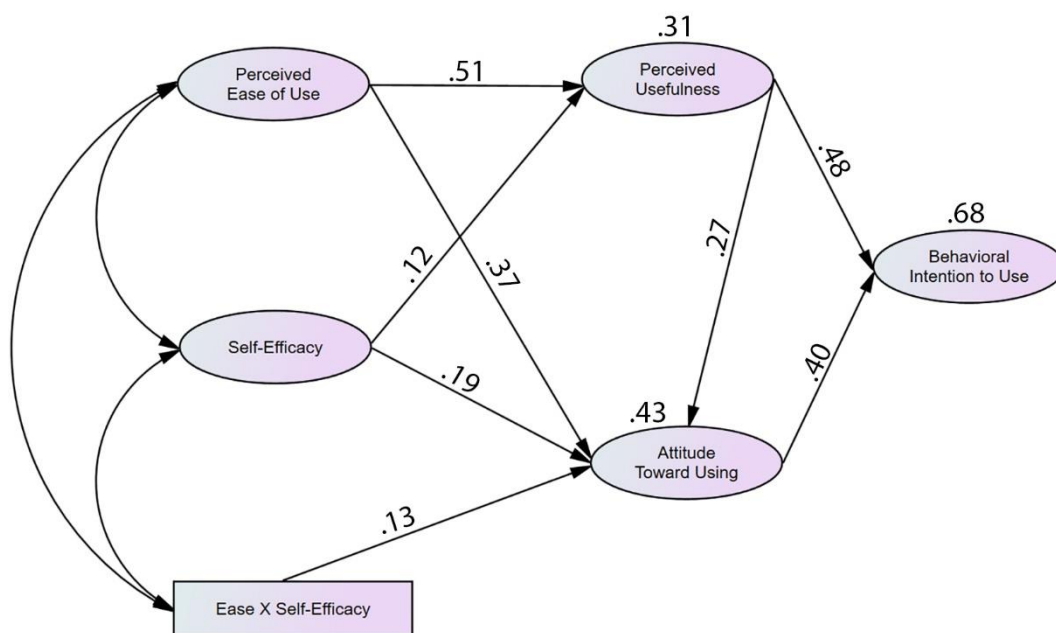 .31
Perceived
Ease of Use
.51
Perceived
Usefulness
.48
.68
Behavioral
Intention to Use
.27
.12
.37
Self-Efficacy
.19
.40
.43
Attitude
Toward Using
.13
Ease X Self-Efficacy